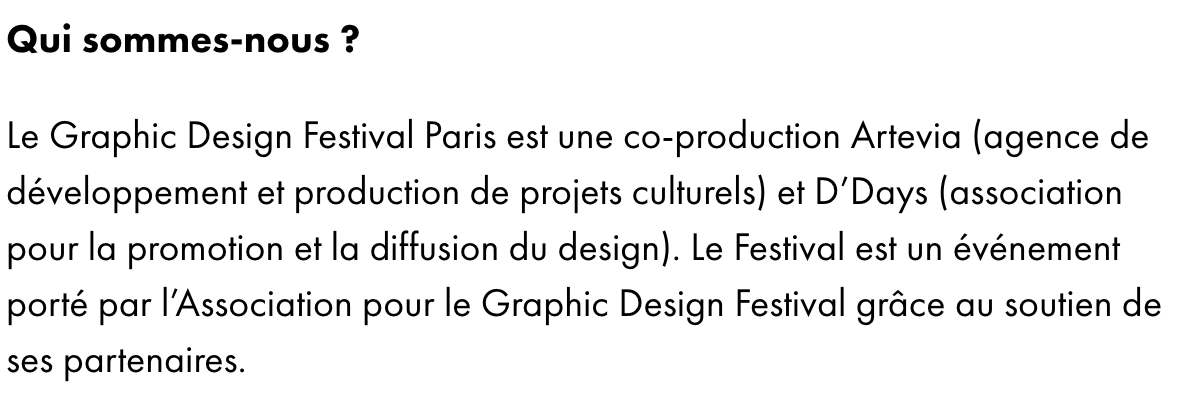 Qui sommes-nous ?
Le Graphic Design Festival Paris est une co-production Artevia (agence de
développement et production de projets culturels) et D’Days (association
pour la promotion et la diffusion du design). Le Festival est un événement
porté par l’Association pour le Graphic Design Festival grâce au soutien de
ses partenaires.